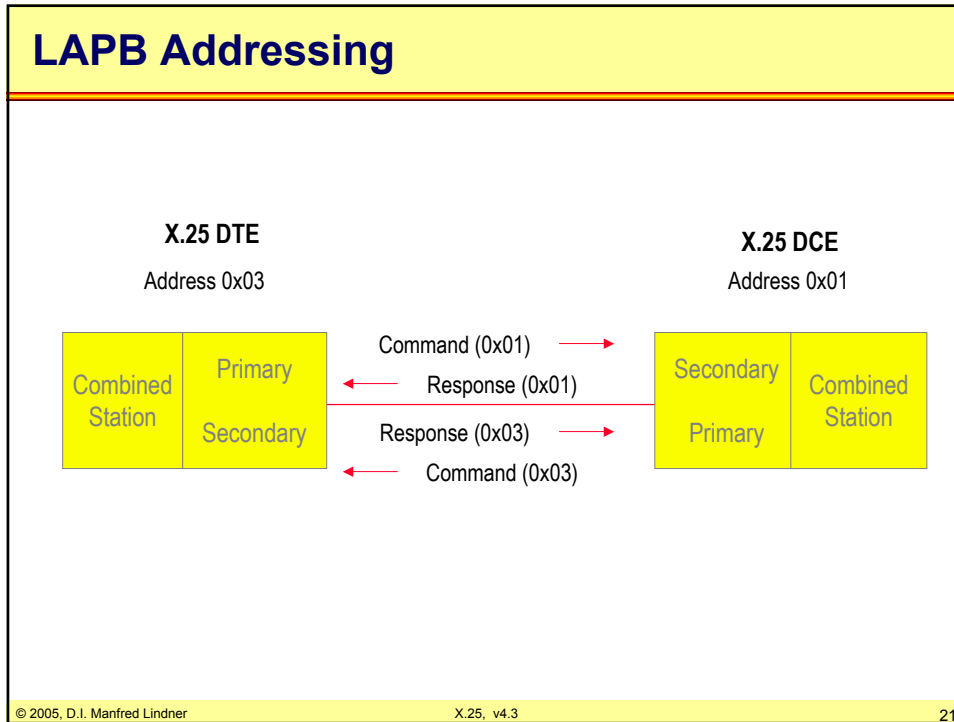 LAPB Addressing
X.25 DTE
X.25 DCE
Address 0x03
Address 0x01
Command (0x01)
Response (0x01)
Response (0x03)
Command (0x03)
Combined
Station
Primary
Secondary
Secondary
Primary
Combined
Station
© 2005, D.I. Manfred Lindner
X.25, v4.3
21